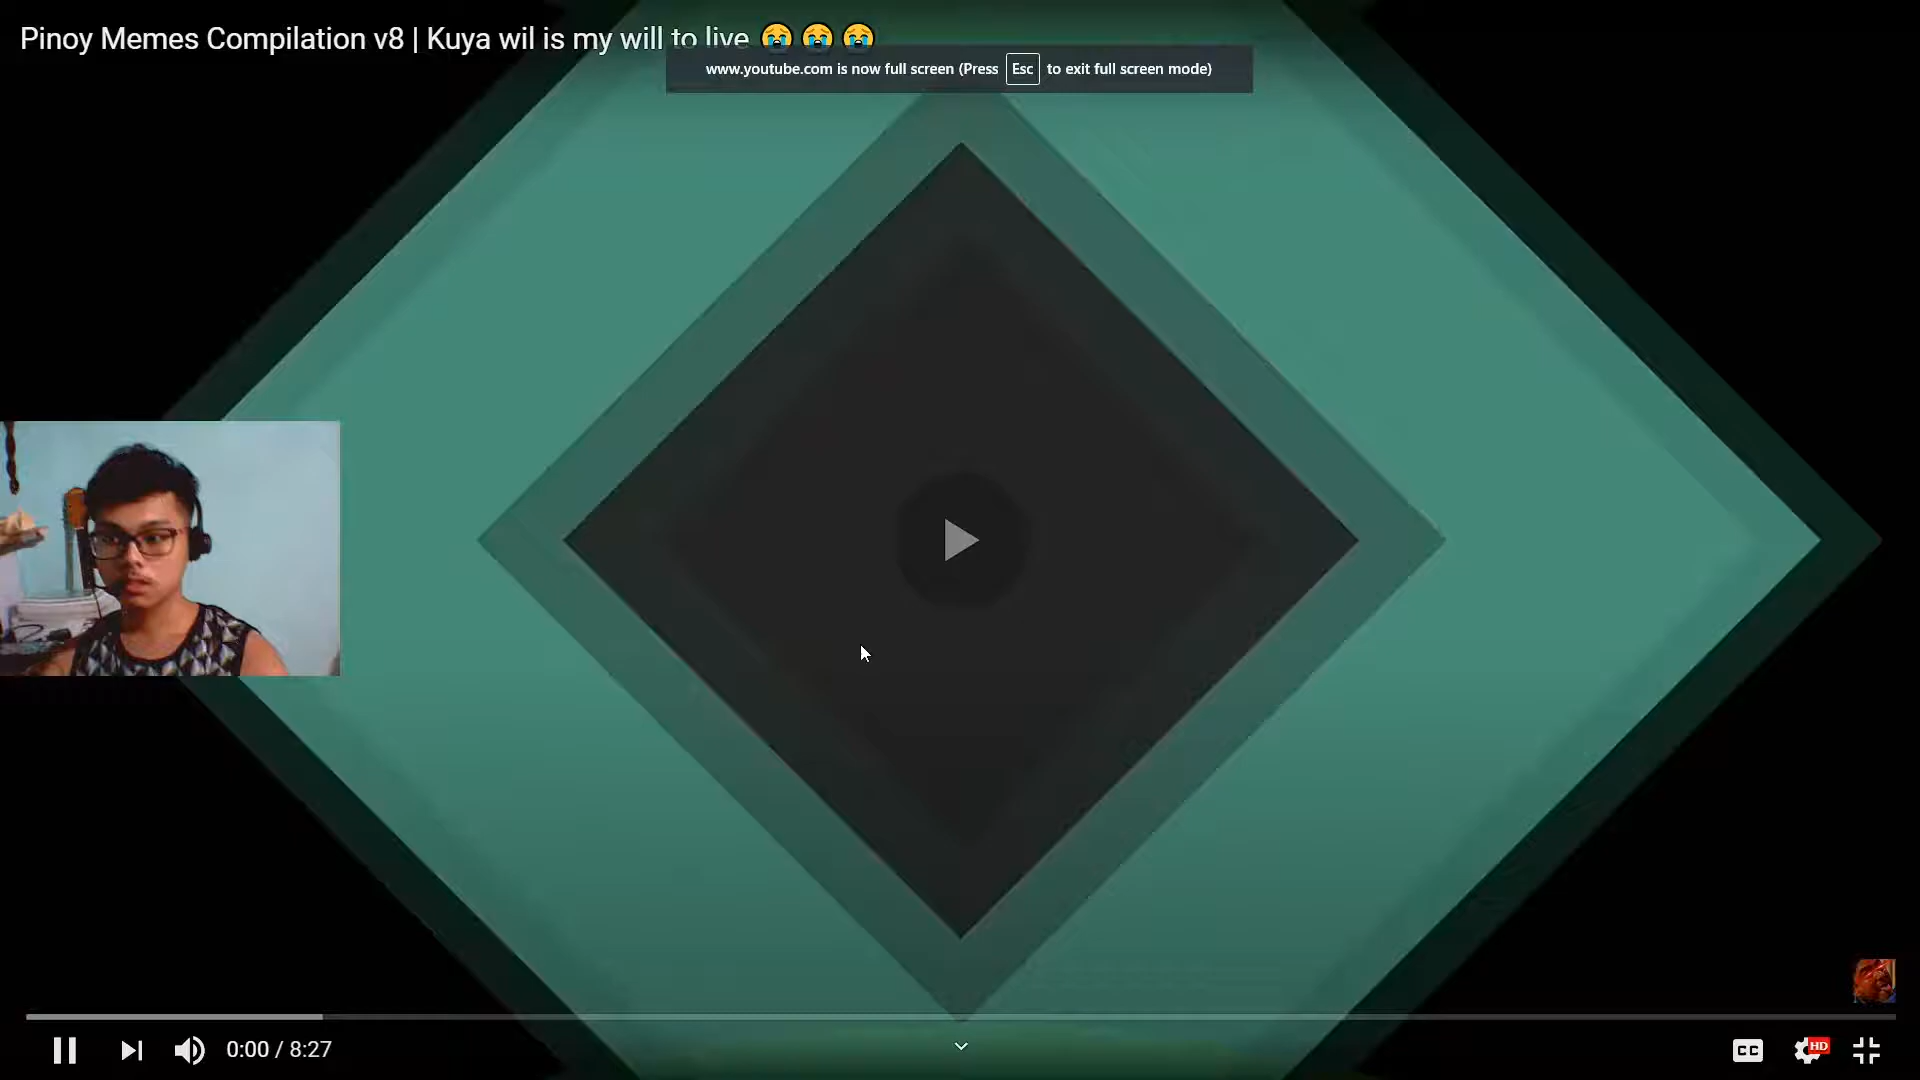 Pinoy Memes Compilation v8 | Kuya wil is my will to live 😭😭😭
www.youtube.com is now full screen (Press Esc to exit full screen mode)
0:00 / 8:27
CC
HD